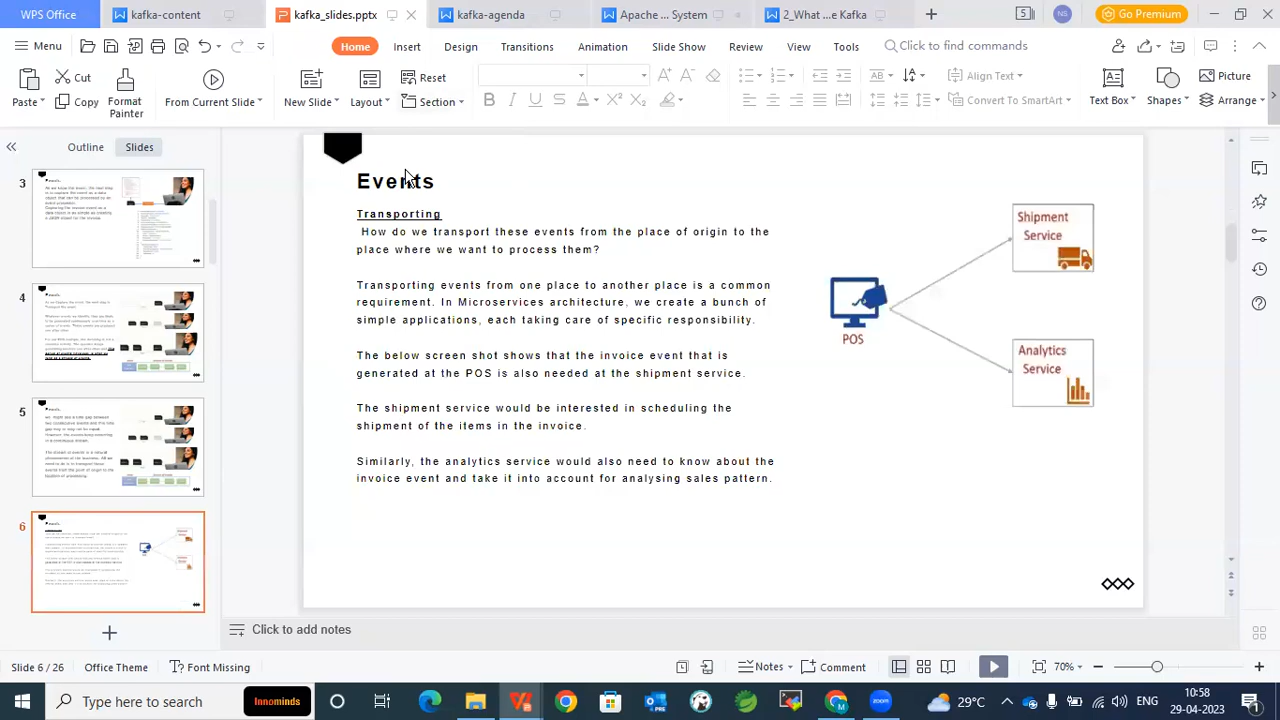 WPS Office
kafka-content
kafka_slides.pptx
kafka-agenda
Apache ... System
2_What ...e Kafka
NS
Go Premium
Menu
Home
Insert
Design
Transitions
Animation
Slide Show
Review
View
Tools
Click to find commands
Paste
Cut
Copy
Format
Painter
From Current Slide
New Slide
Layout
Reset
Section
Align Text
Convert To SmartArt
Text Box
Shapes
Picture
Arrange
Outline
Slides
3
4
5
6
Events
Transporting
How do we transport these events from the place of origin to the
place where we want to process them?
Transporting events from one place to another place is a common
requirement. In Microservice architecture, we create a bunch of
simple applications, each taking care of specific responsibility.
The below screen shot shows that the invoice event that is
generated at the POS is also needed at the shipment service.
The shipment service may be interested in scheduling the
shipment of the items in the invoice.
Similarly, the analytics service would also need to know about the
invoice event and take it into account for analysing sales pattern.
POS
Shipment
Service
Analytics
Service
Click to add notes
Slide 6 / 26
Office Theme
Font Missing
Notes
Comment
70%
Type here to search
Innominds
29°C
ENG
10:58
29-04-2023